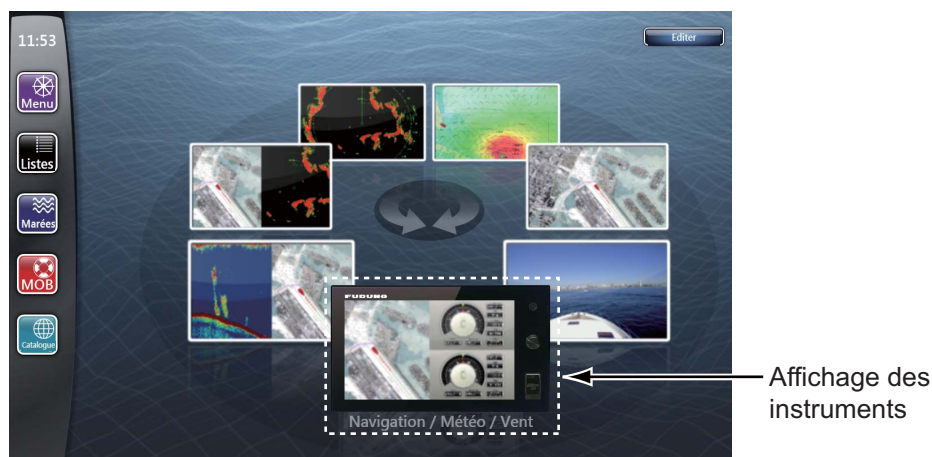 11:53
Editer
Menu
Listes
Marées
MOB
Catalogue
FURUNO
Navigation / Météo / Vent
Affichage des
instruments